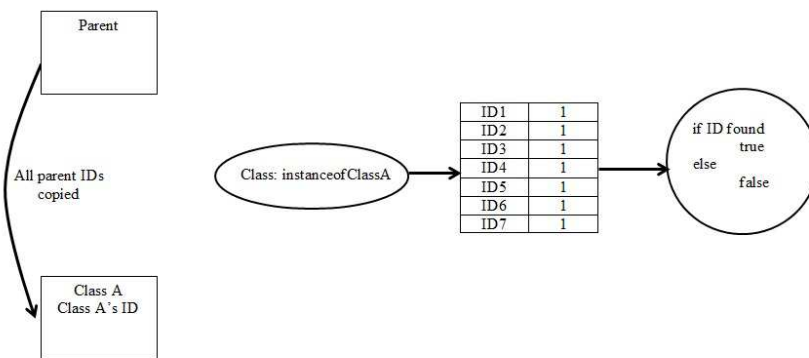 Parent
All parent IDs
copied
Class A
Class A's ID
Class: instanceofClassA
ID1 1
ID2 1
ID3 1
ID4 1
ID5 1
ID6 1
ID7 1
if ID found
true
else
false